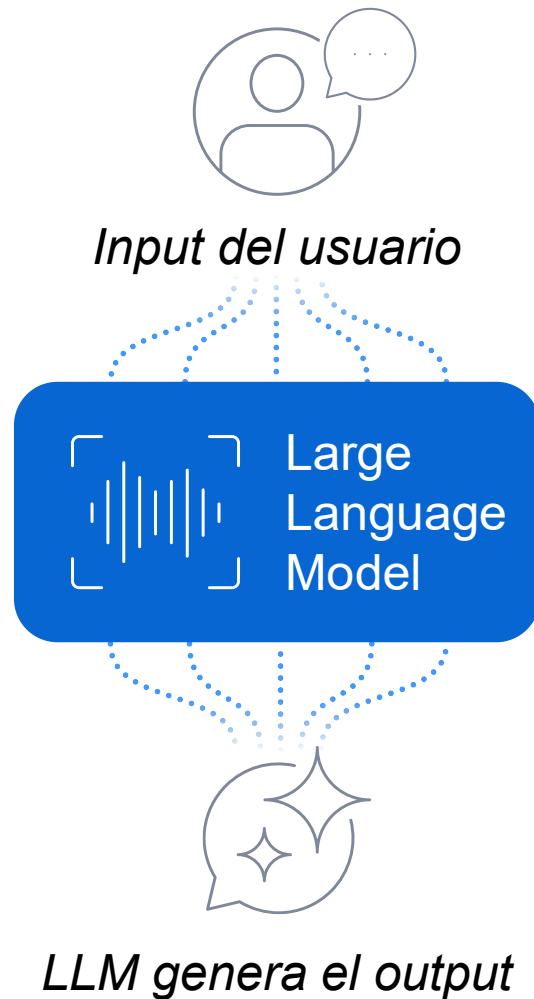 Input del usuario
Large
Language
Model
LLM genera el output